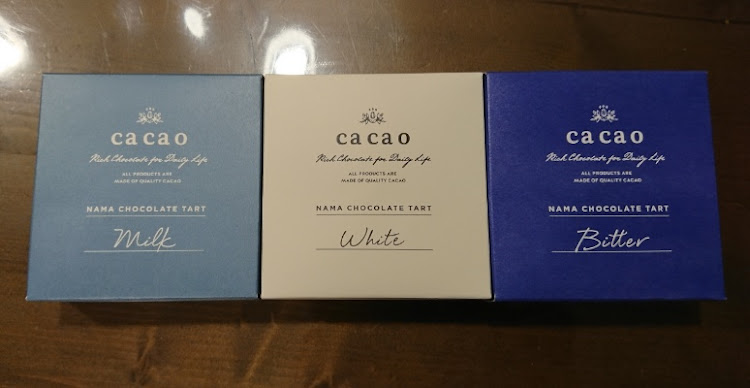 cacao
Rich Chocolate for Daily Life
ALL PRODUCTS ARE
MADE OF QUALITY CACAO
NAMA CHOCOLATE TART
Milk
cacao
Rich Chocolate for Daily Life
ALL PRODUCTS ARE
MADE OF QUALITY CACAO
NAMA CHOCOLATE TART
White
cacao
Rich Chocolate for Daily Life
ALL PRODUCTS ARE
MADE OF QUALITY CACAO
NAMA CHOCOLATE TART
Bitter